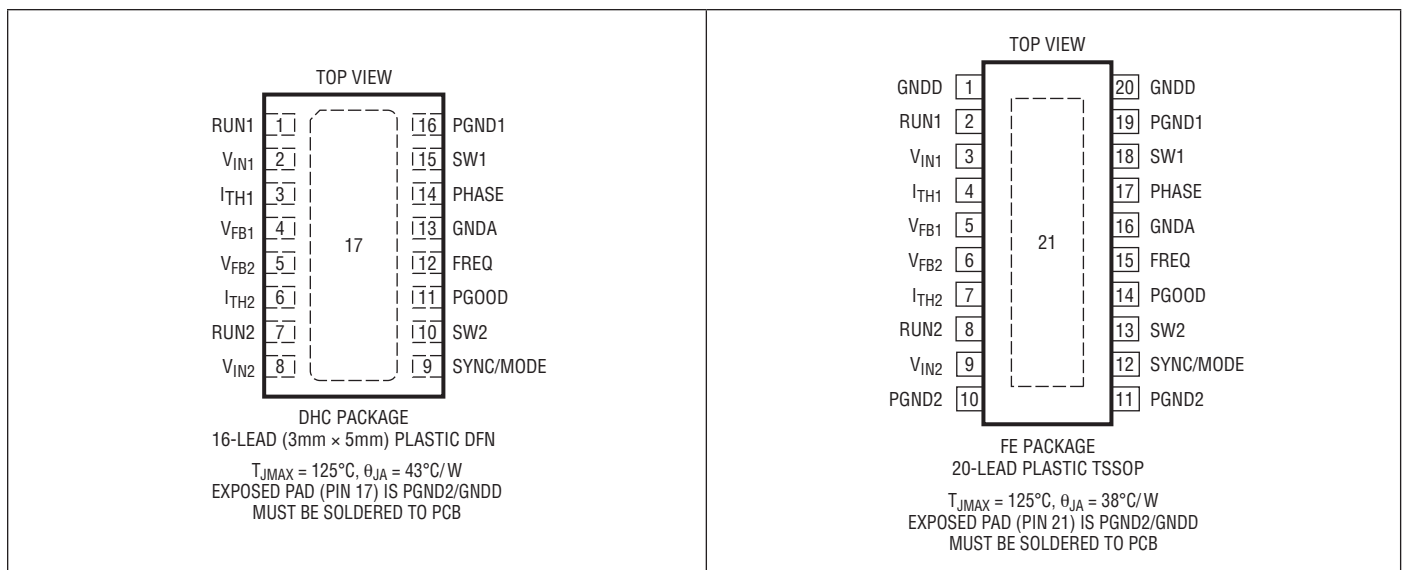 TOP VIEW
RUN1 1
VIN1 2
ITH1 3
VFB1 4
VFB2 5
ITH2 6
RUN2 7
VIN2 8
17
16 PGND1
15 SW1
14 PHASE
13 GNDA
12 FREQ
11 PGOOD
10 SW2
9 SYNC/MODE
DHC PACKAGE
16-LEAD (3mm × 5mm) PLASTIC DFN
TJMAX = 125°C, θJA = 43°C/W
EXPOSED PAD (PIN 17) IS PGND2/GNDD
MUST BE SOLDERED TO PCB
TOP VIEW
GNDD 1
RUN1 2
VIN1 3
ITH1 4
VFB1 5
VFB2 6
ITH2 7
RUN2 8
VIN2 9
PGND2 10
21
20 GNDD
19 PGND1
18 SW1
17 PHASE
16 GNDA
15 FREQ
14 PGOOD
13 SW2
12 SYNC/MODE
11 PGND2
FE PACKAGE
20-LEAD PLASTIC TSSOP
TJMAX = 125°C, θJA = 38°C/W
EXPOSED PAD (PIN 21) IS PGND2/GNDD
MUST BE SOLDERED TO PCB